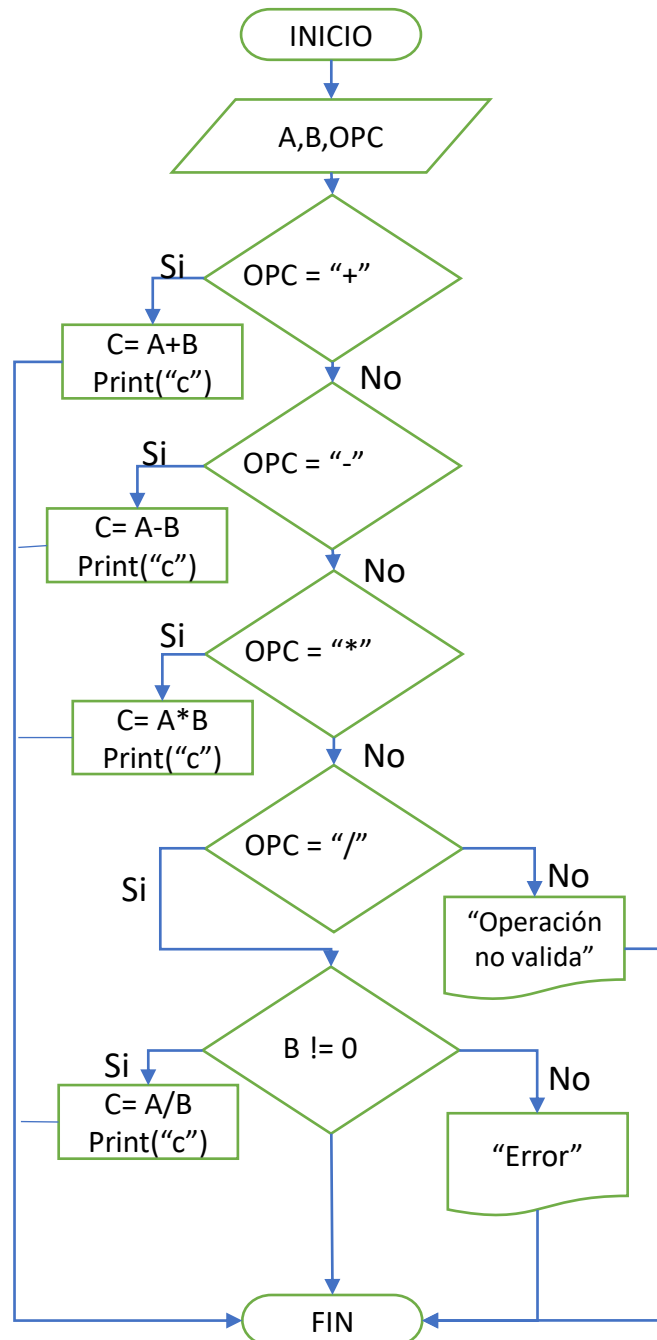 INICIO
A,B,OPC
OPC = “+”
Si
C= A+B
Print(“c”)
No
OPC = “-”
Si
C= A-B
Print(“c”)
No
OPC = “*”
Si
C= A*B
Print(“c”)
No
OPC = “/”
Si
No
“Operación
no valida”
B != 0
Si
C= A/B
Print(“c”)
No
“Error”
FIN